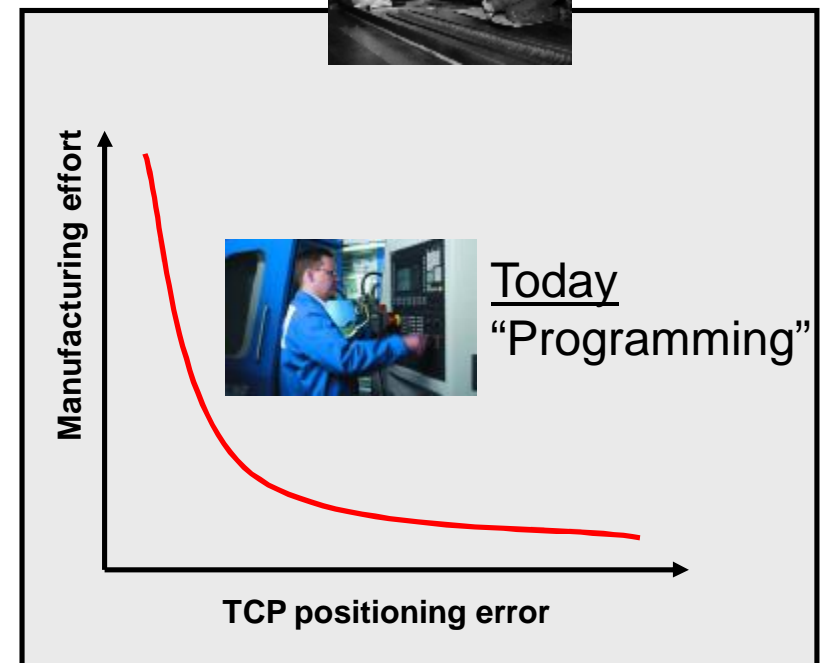 Manufacturing effort
Today
“Programming”
TCP positioning error